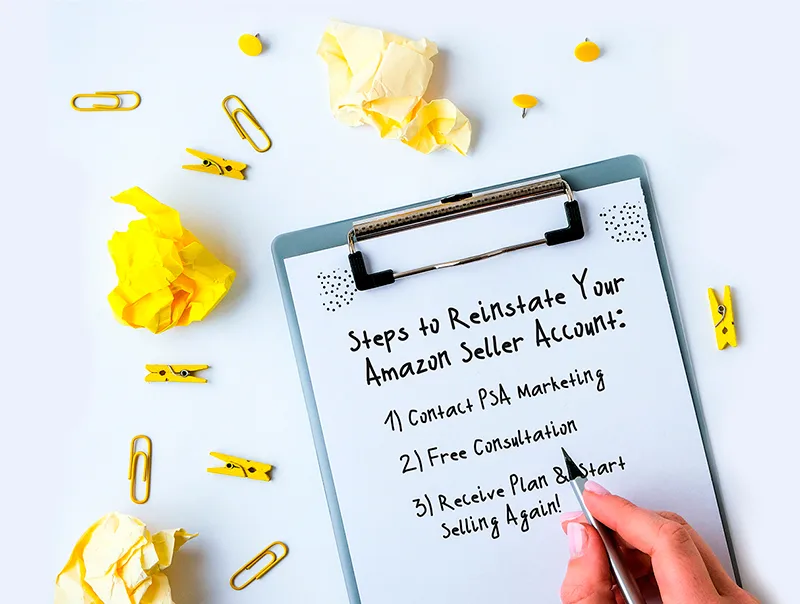 Steps to Reinstate Your
Amazon Seller Account:
1) Contact PSA Marketing
2) Free Consultation
3) Receive Plan & Start
Selling Again!